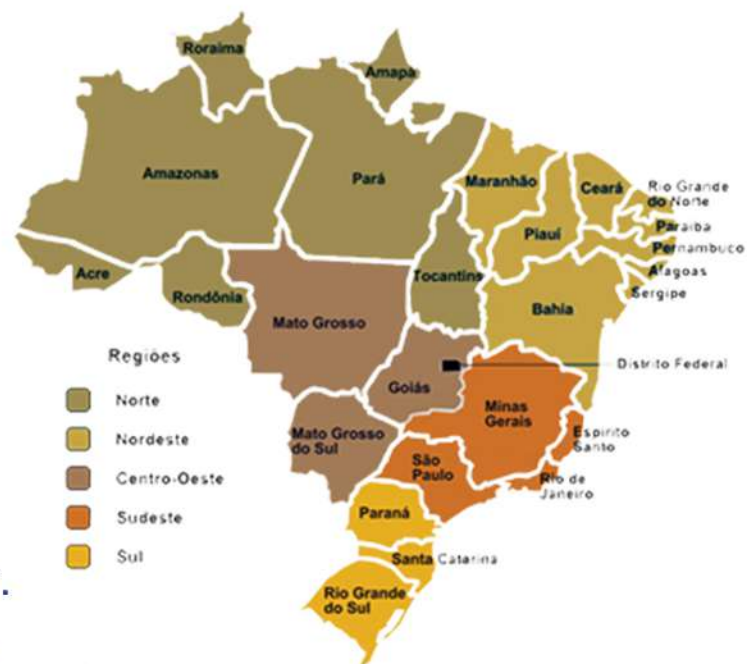 Roraima
Amapá
Amazonas
Pará
Maranhão
Ceará
Rio Grande
do Norte
Paraíba
Piauí
Pernambuco
Acre
Rondônia
Tocantins
Alagoas
Sergipe
Bahia
Mato Grosso
Distrito Federal
Goiás
Minas
Gerais
Mato Grosso
do Sul
Espírito
Santo
São
Paulo
Rio de
Janeiro
Paraná
Santa Catarina
Rio Grande
do Sul
Regiões
Norte
Nordeste
Centro-Oeste
Sudeste
Sul
.